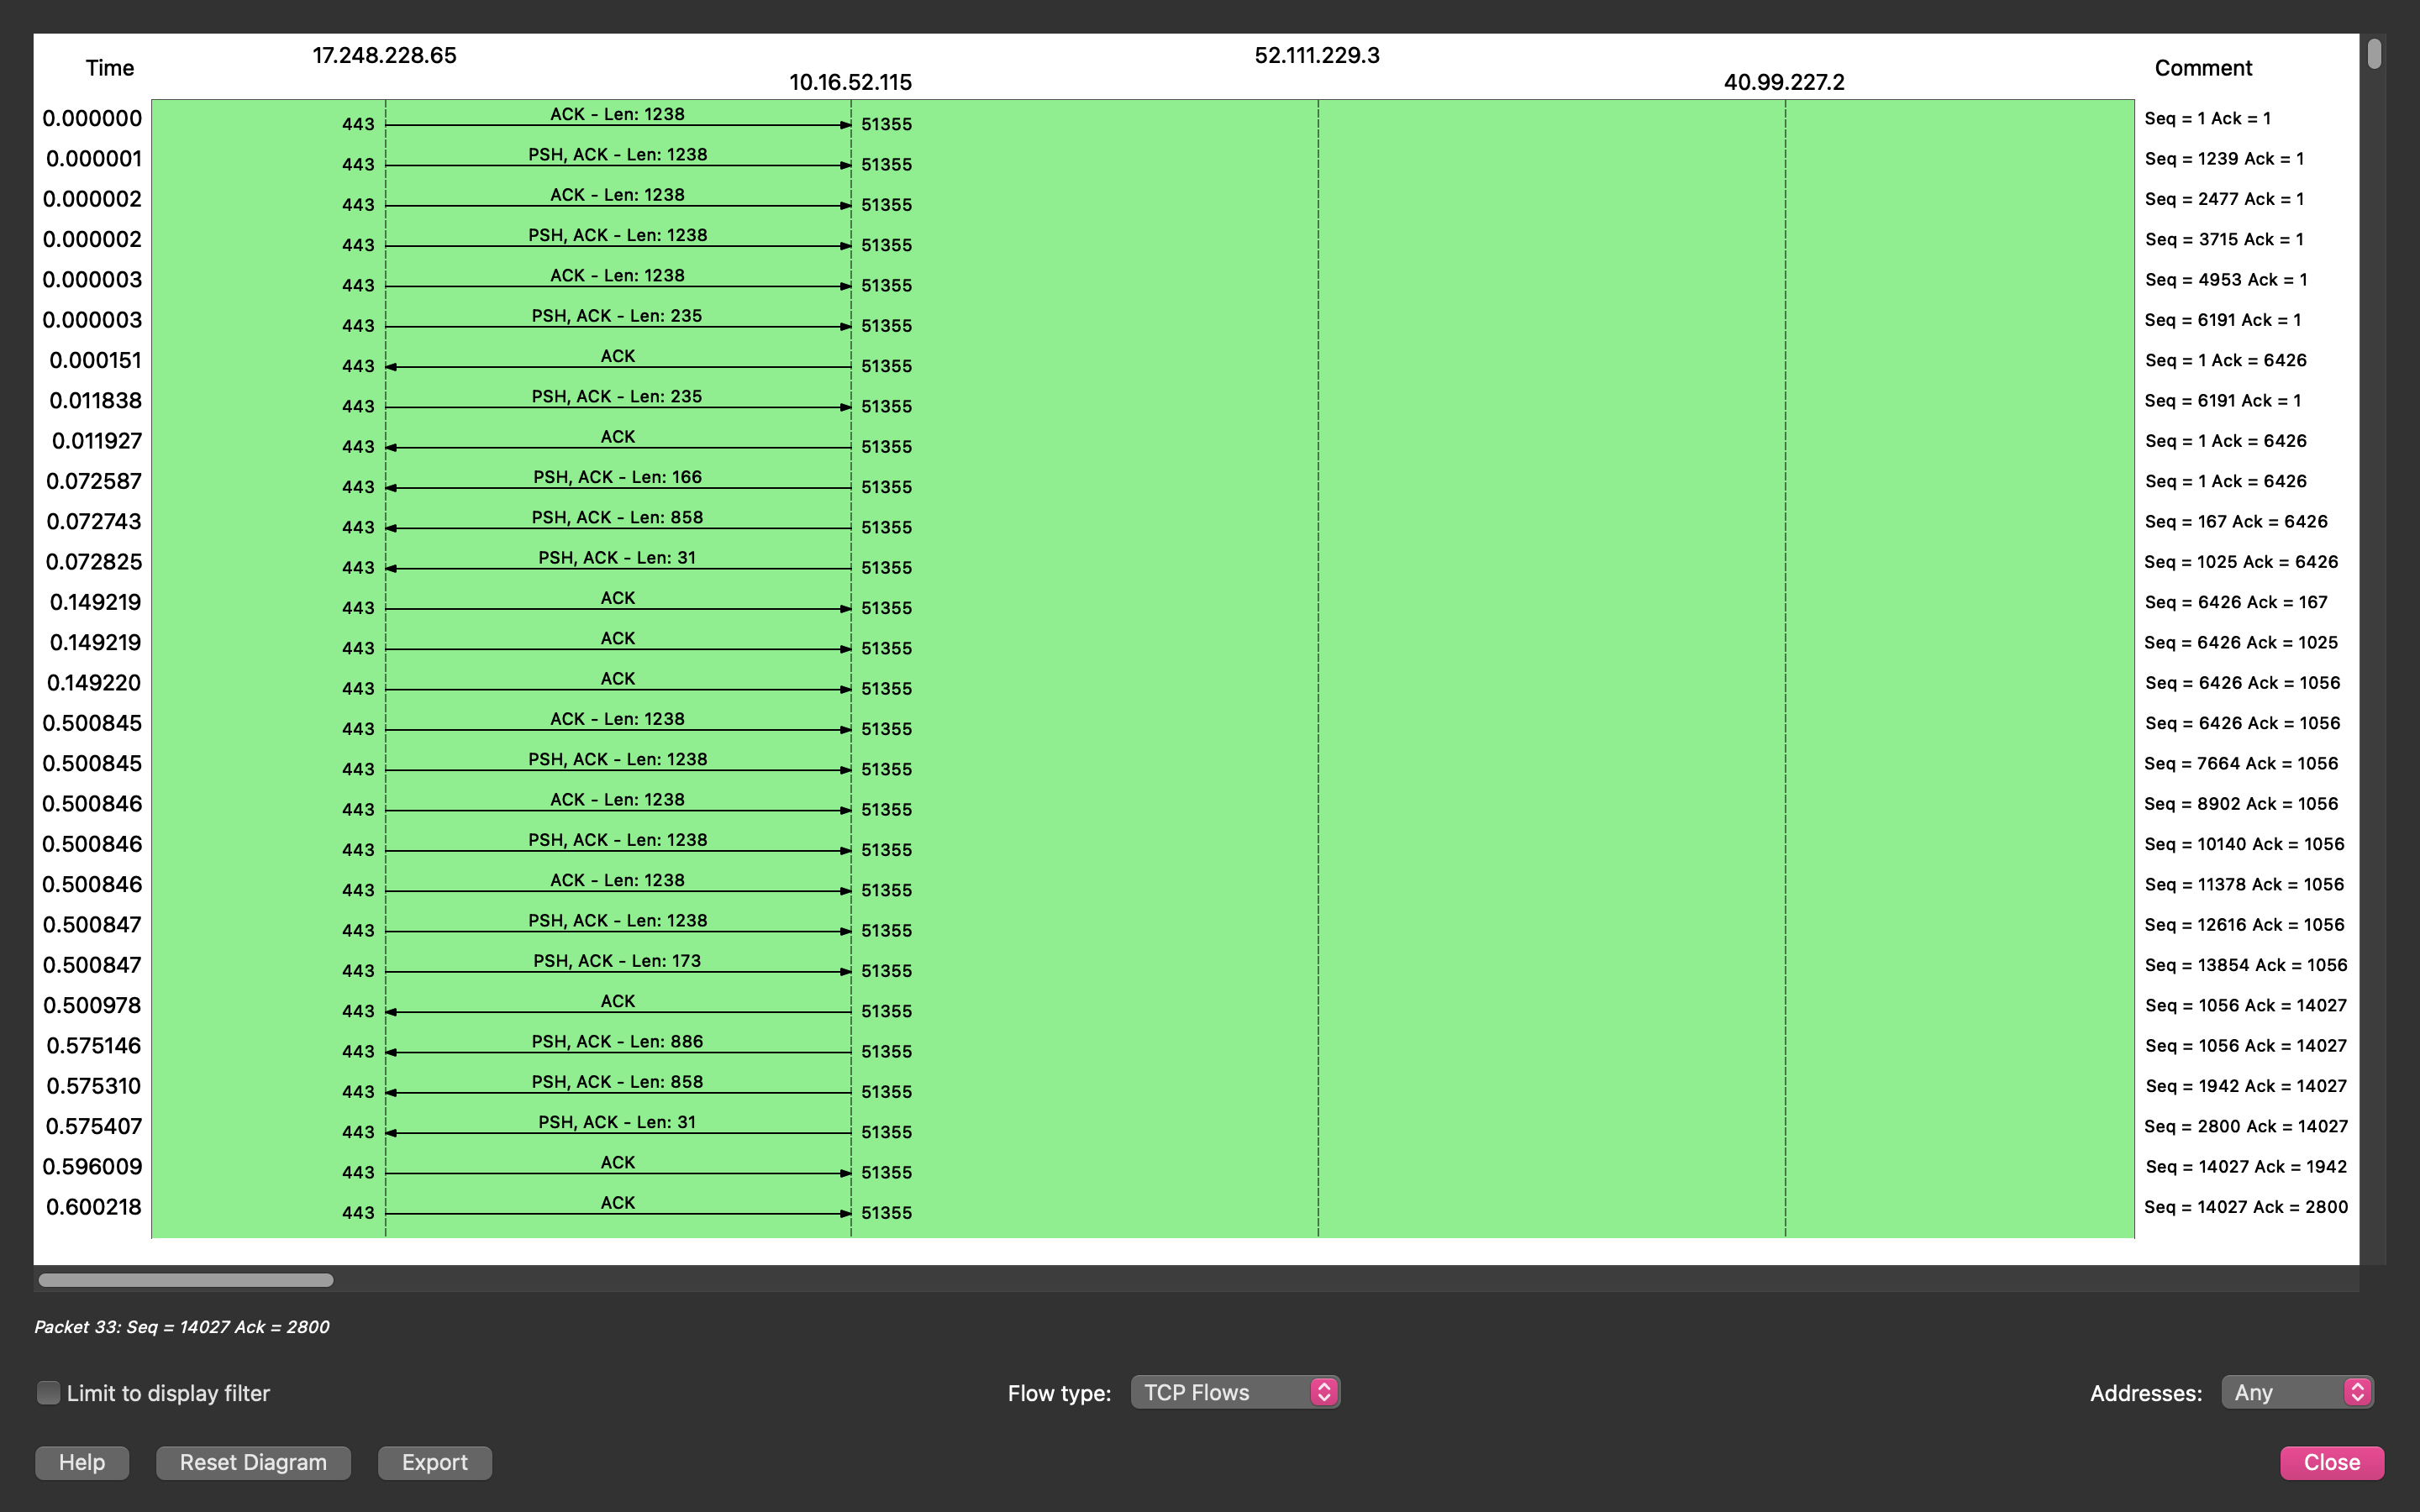 Time 17.248.228.65 10.16.52.115 52.111.229.3 40.99.227.2 Comment
0.000000 443 ACK - Len: 1238 51355 Seq = 1 Ack = 1
0.000001 443 PSH, ACK - Len: 1238 51355 Seq = 1239 Ack = 1
0.000002 443 ACK - Len: 1238 51355 Seq = 2477 Ack = 1
0.000002 443 PSH, ACK - Len: 1238 51355 Seq = 3715 Ack = 1
0.000003 443 ACK - Len: 1238 51355 Seq = 4953 Ack = 1
0.000003 443 PSH, ACK - Len: 235 51355 Seq = 6191 Ack = 1
0.000151 443 ACK 51355 Seq = 1 Ack = 6426
0.011838 443 PSH, ACK - Len: 235 51355 Seq = 6191 Ack = 1
0.011927 443 ACK 51355 Seq = 1 Ack = 6426
0.072587 443 PSH, ACK - Len: 166 51355 Seq = 1 Ack = 6426
0.072743 443 PSH, ACK - Len: 858 51355 Seq = 167 Ack = 6426
0.072825 443 PSH, ACK - Len: 31 51355 Seq = 1025 Ack = 6426
0.149219 443 ACK 51355 Seq = 6426 Ack = 167
0.149219 443 ACK 51355 Seq = 6426 Ack = 1025
0.149220 443 ACK 51355 Seq = 6426 Ack = 1056
0.500845 443 ACK - Len: 1238 51355 Seq = 6426 Ack = 1056
0.500845 443 PSH, ACK - Len: 1238 51355 Seq = 7664 Ack = 1056
0.500846 443 ACK - Len: 1238 51355 Seq = 8902 Ack = 1056
0.500846 443 PSH, ACK - Len: 1238 51355 Seq = 10140 Ack = 1056
0.500846 443 ACK - Len: 1238 51355 Seq = 11378 Ack = 1056
0.500847 443 PSH, ACK - Len: 1238 51355 Seq = 12616 Ack = 1056
0.500847 443 PSH, ACK - Len: 173 51355 Seq = 13854 Ack = 1056
0.500978 443 ACK 51355 Seq = 1056 Ack = 14027
0.575146 443 PSH, ACK - Len: 886 51355 Seq = 1056 Ack = 14027
0.575310 443 PSH, ACK - Len: 858 51355 Seq = 1942 Ack = 14027
0.575407 443 PSH, ACK - Len: 31 51355 Seq = 2800 Ack = 14027
0.596009 443 ACK 51355 Seq = 14027 Ack = 1942
0.600218 443 ACK 51355 Seq = 14027 Ack = 2800
Packet 33: Seq = 14027 Ack = 2800
Limit to display filter Flow type: TCP Flows Addresses: Any
Help Reset Diagram Export Close